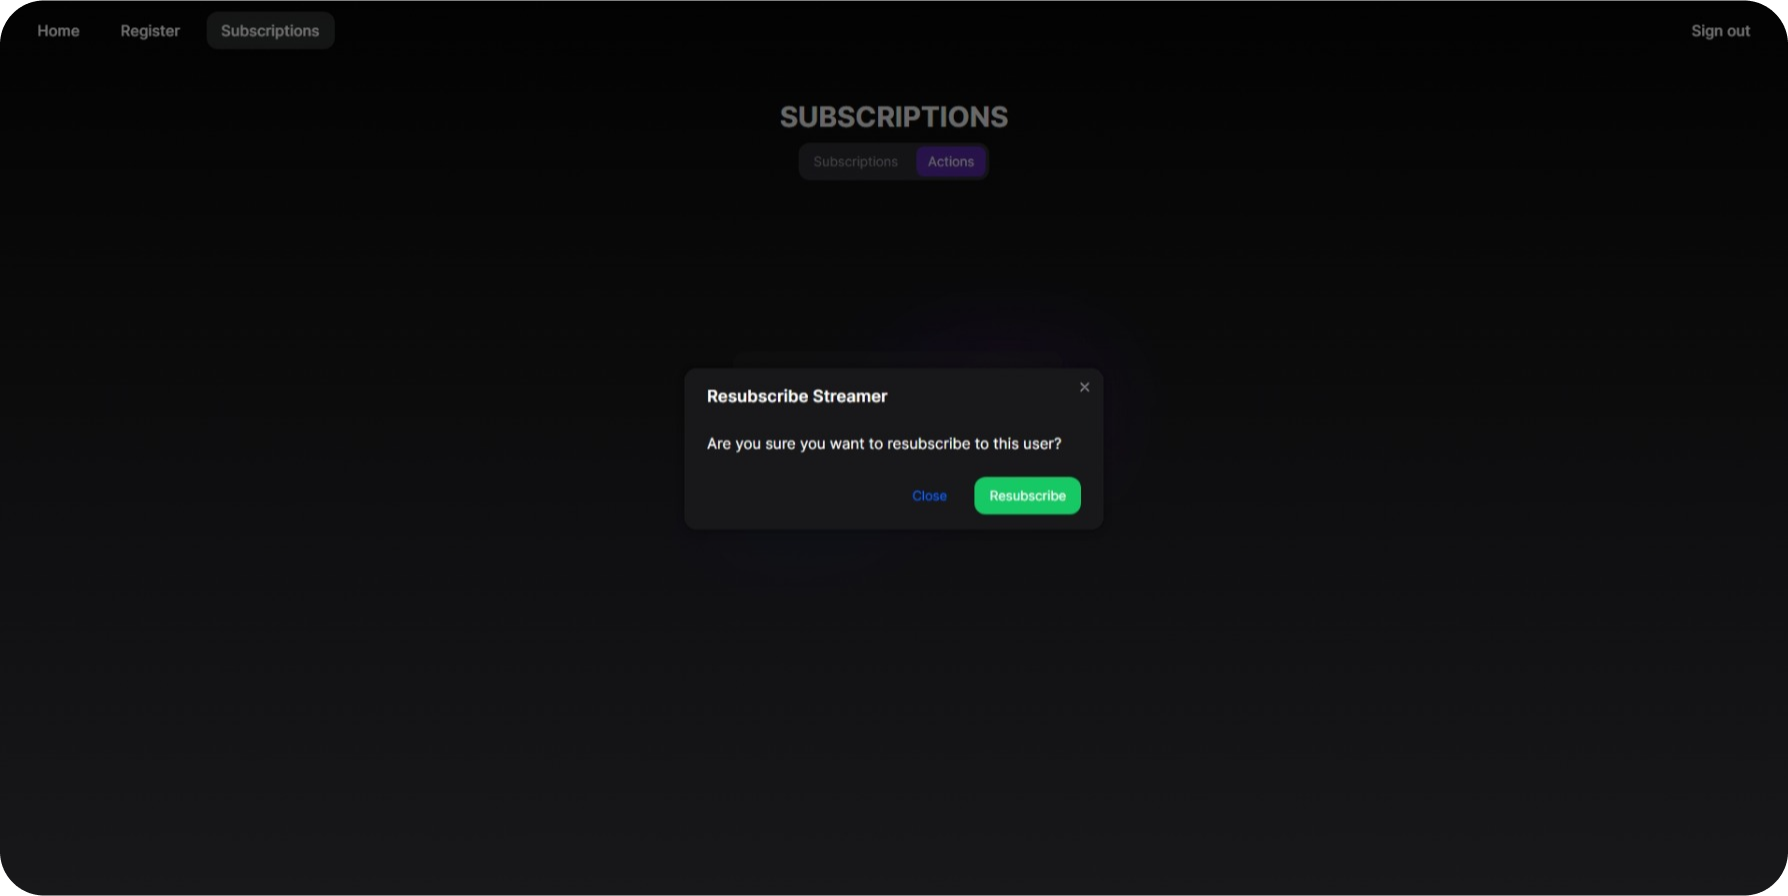 Home Register Subscriptions Sign out
SUBSCRIPTIONS
Subscriptions Actions
Resubscribe Streamer
Are you sure you want to resubscribe to this user?
Close Resubscribe